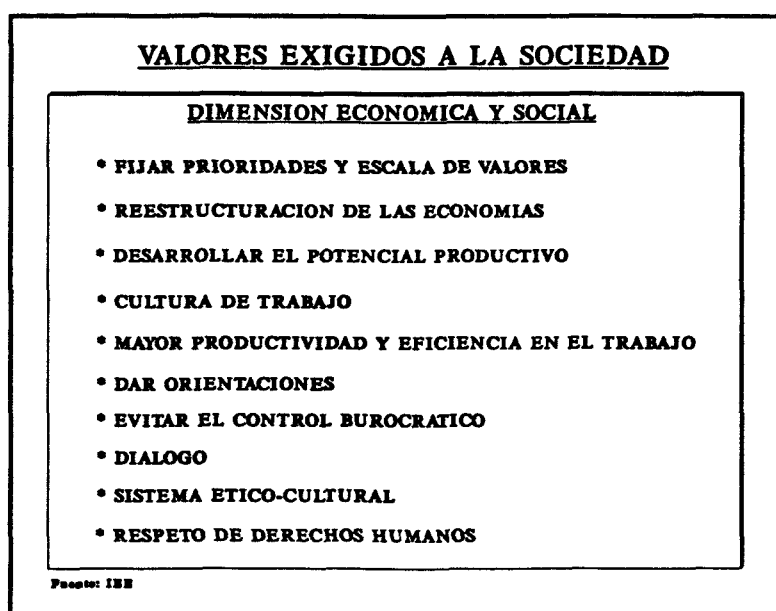 VALORES EXIGIDOS A LA SOCIEDAD
DIMENSION ECONOMICA Y SOCIAL
* FIJAR PRIORIDADES Y ESCALA DE VALORES
* REESTRUCTURACION DE LAS ECONOMIAS
* DESARROLLAR EL POTENCIAL PRODUCTIVO
* CULTURA DE TRABAJO
* MAYOR PRODUCTIVIDAD Y EFICIENCIA EN EL TRABAJO
* DAR ORIENTACIONES
* EVITAR EL CONTROL BUROCRATICO
* DIALOGO
* SISTEMA ETICO-CULTURAL
* RESPETO DE DERECHOS HUMANOS
Fuente: